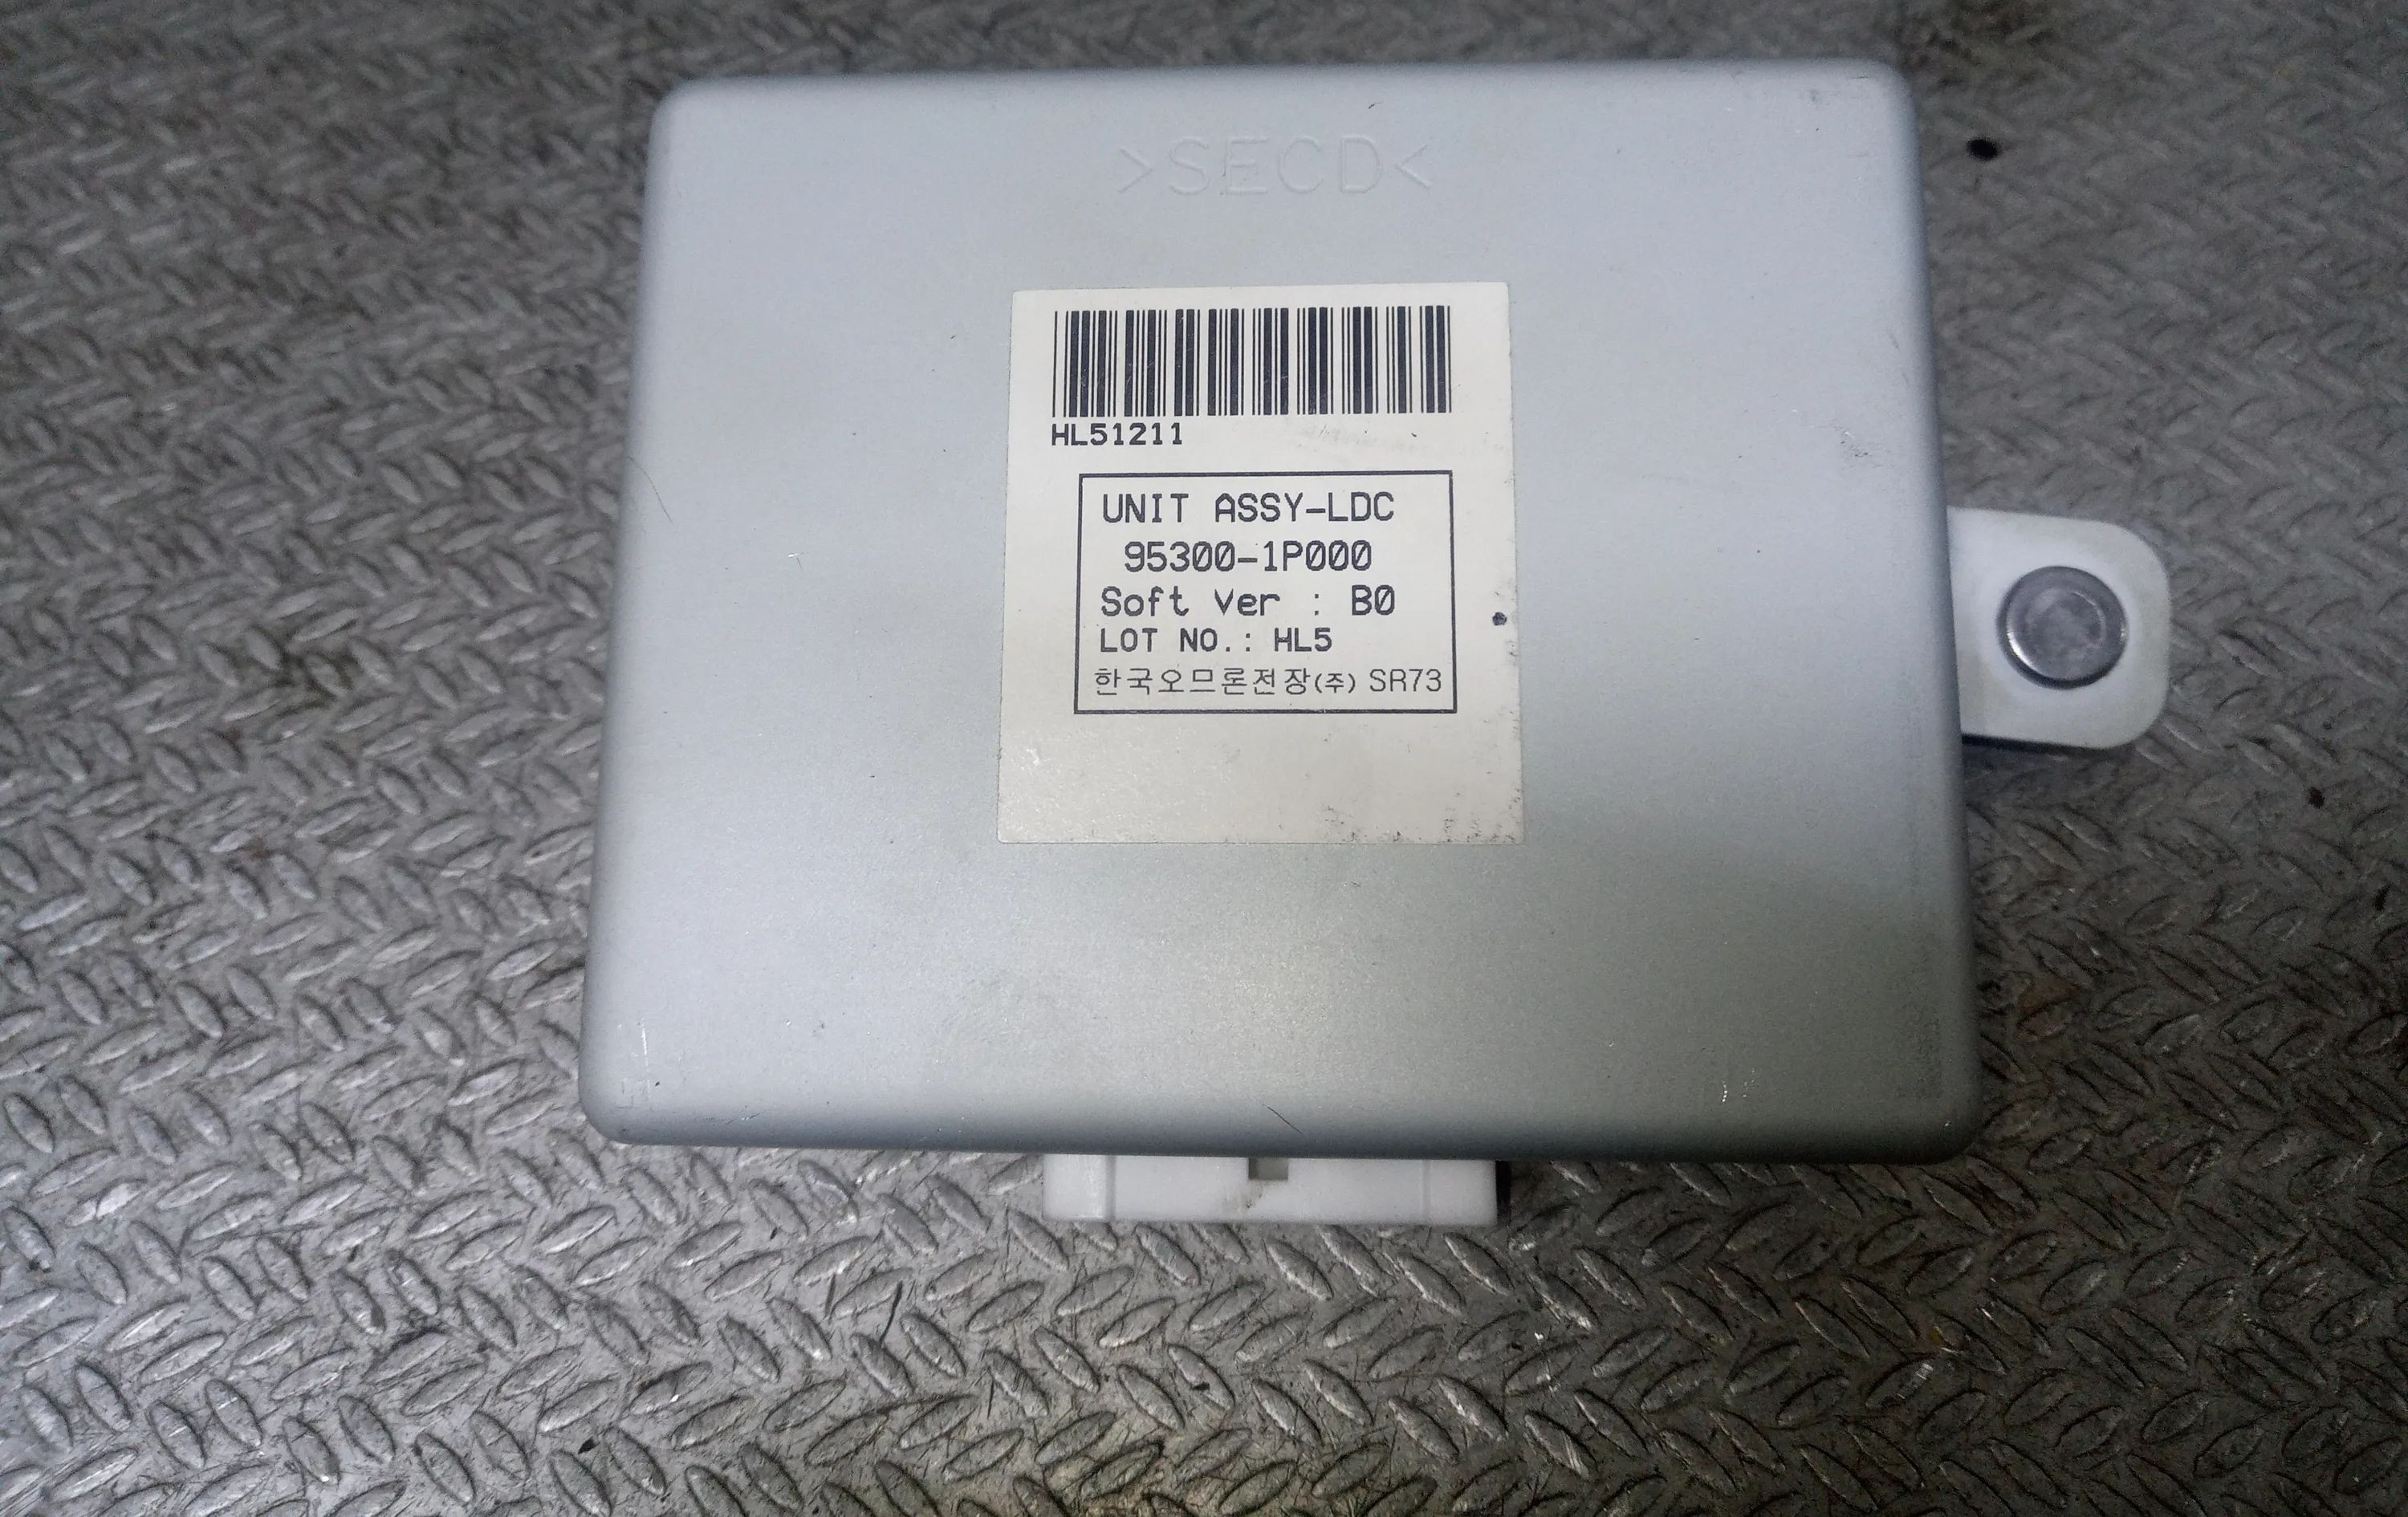 >SECD<
HL51211
UNIT ASSY-LDC
95300-1P000
Soft Ver : B0
LOT NO.: HL5
한국오므론전장(주) SR73